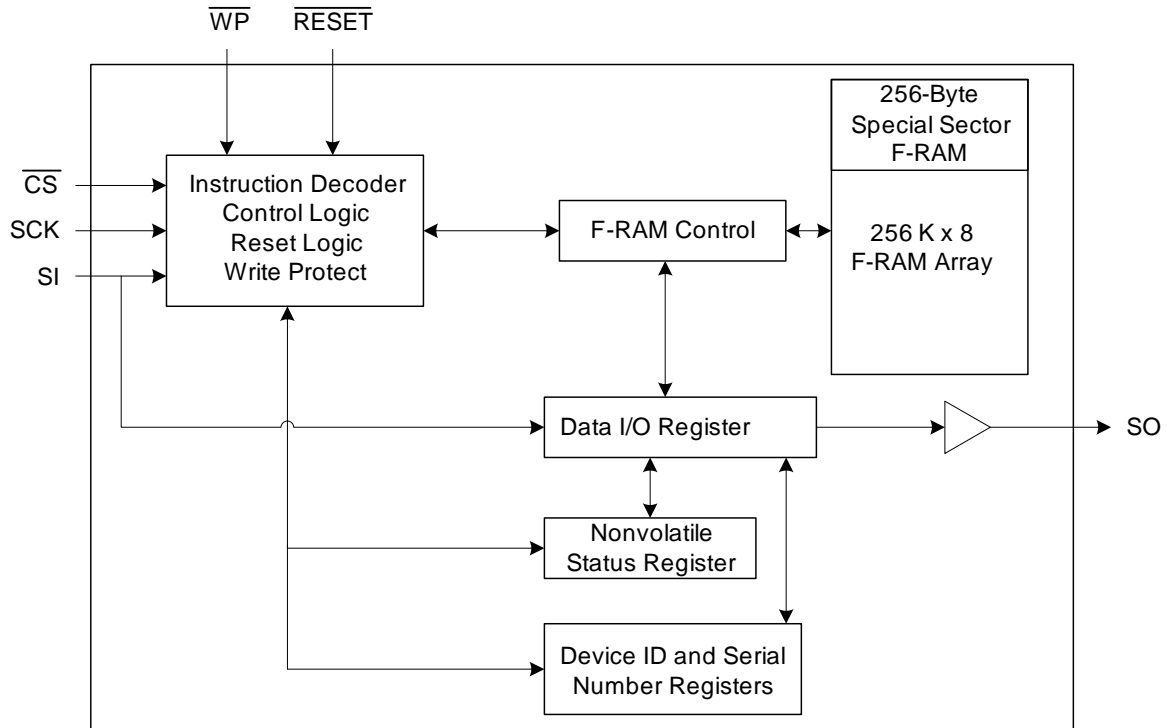 WP
RESET
256-Byte
Special Sector
F-RAM
CS
SCK
SI
Instruction Decoder
Control Logic
Reset Logic
Write Protect
F-RAM Control
256 K x 8
F-RAM Array
Data I/O Register
SO
Nonvolatile
Status Register
Device ID and Serial
Number Registers